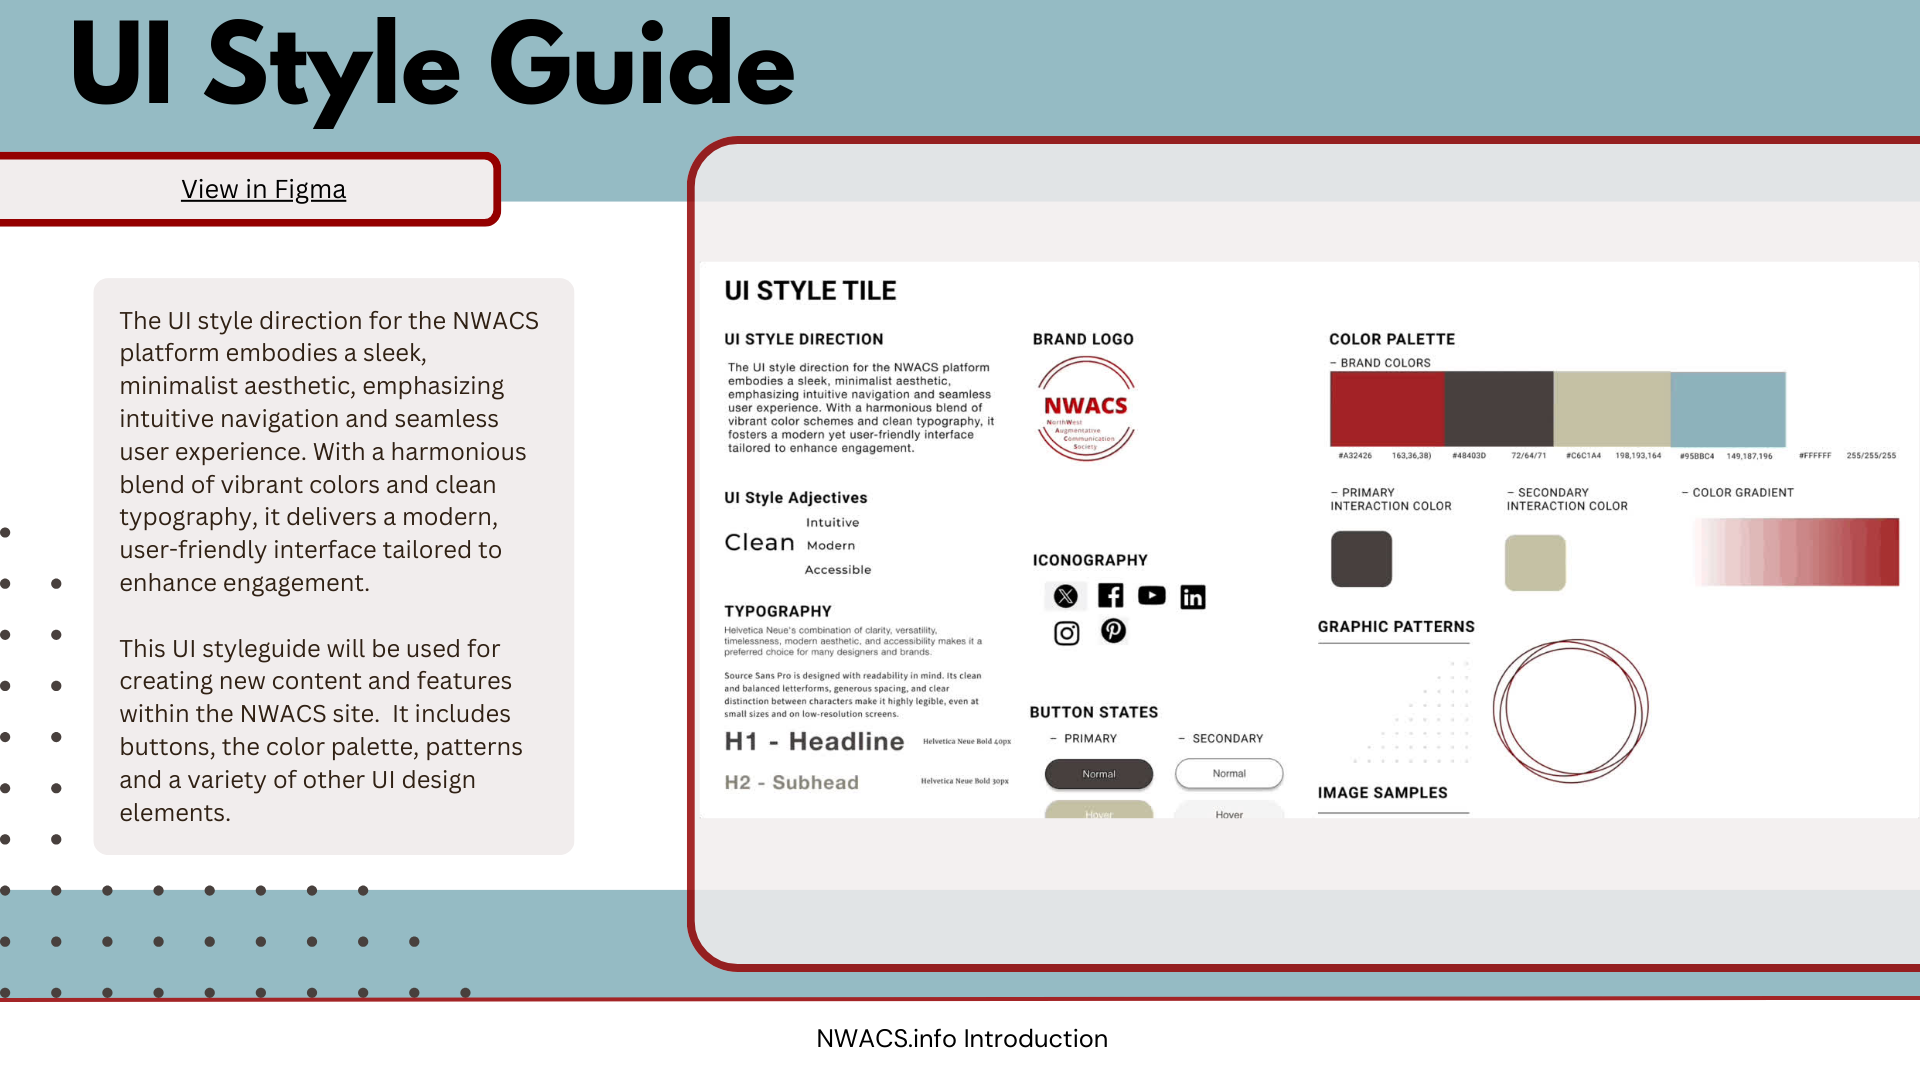 UI Style Guide
View in Figma
The UI style direction for the NWACS
platform embodies a sleek,
minimalist aesthetic, emphasizing
intuitive navigation and seamless
user experience. With a harmonious
blend of vibrant colors and clean
typography, it delivers a modern,
user-friendly interface tailored to
enhance engagement.
This UI styleguide will be used for
creating new content and features
within the NWACS site.  It includes
buttons, the color palette, patterns
and a variety of other UI design
elements.
UI STYLE TILE
UI STYLE DIRECTION
The UI style direction for the NWACS platform
embodies a sleek, minimalist aesthetic,
emphasizing intuitive navigation and seamless
user experience. With a harmonious blend of
vibrant color schemes and clean typography, it
fosters a modern yet user-friendly interface
tailored to enhance engagement.
UI Style Adjectives
Clean
Intuitive
Modern
Accessible
TYPOGRAPHY
Helvetica Neue's combination of clarity, versatility,
timelessness, modern aesthetic, and accessibility makes it a
preferred choice for many designers and brands.
Source Sans Pro is designed with readability in mind. Its clean
and balanced letterforms, generous spacing, and clear
distinction between characters make it highly legible, even at
small sizes and on low-resolution screens.
H1 - Headline Helvetica Neue Bold 40px
H2 - Subhead Helvetica Neue Bold 30px
BRAND LOGO
NWACS
NorthWest
Augmentative
Communication
Society
ICONOGRAPHY
BUTTON STATES
– PRIMARY
– SECONDARY
Normal
Normal
Hover
Hover
COLOR PALETTE
– BRAND COLORS
#A32426 163,36,38) #48403D 72/64/71 #C6C1A4 198,193,164 #95BBC4 149,187,196 #FFFFFF 255/255/255
– PRIMARY
INTERACTION COLOR
– SECONDARY
INTERACTION COLOR
– COLOR GRADIENT
GRAPHIC PATTERNS
IMAGE SAMPLES
NWACS.info Introduction